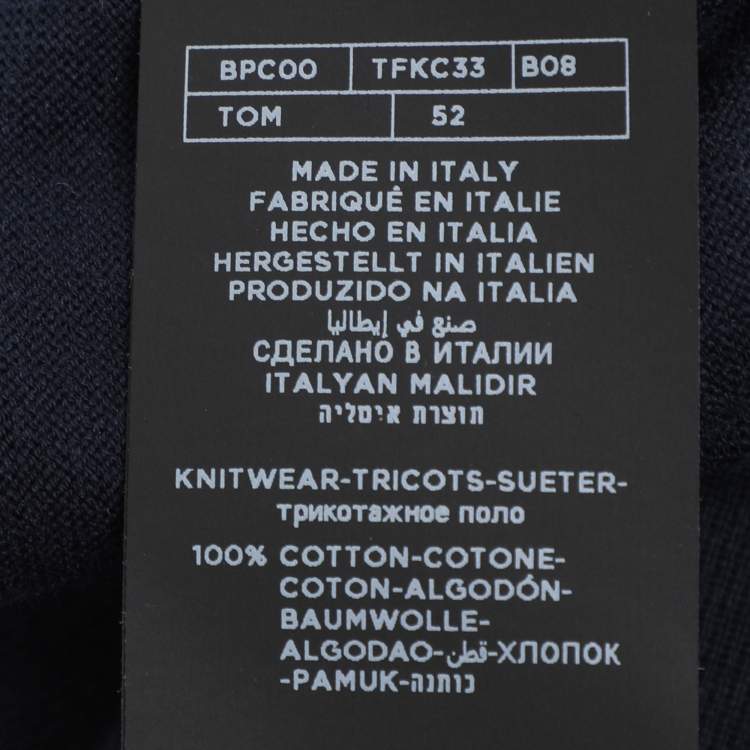 BPC00 TFKC33 B08
TOM 52
MADE IN ITALY
FABRIQUÉ EN ITALIE
HECHO EN ITALIA
HERGESTELLT IN ITALIEN
PRODUZIDO NA ITALIA
صنع في إيطاليا
СДЕЛАНО В ИТАЛИИ
ITALYAN MALIDIR
תוצרת איטליה
KNITWEAR-TRICOTS-SUETER-
трикотажное поло
100% COTTON-COTONE-
COTON-ALGODÓN-
BAUMWOLLE-
ALGODAO-قطن-ХЛОПОК
-PAMUK-כותנה